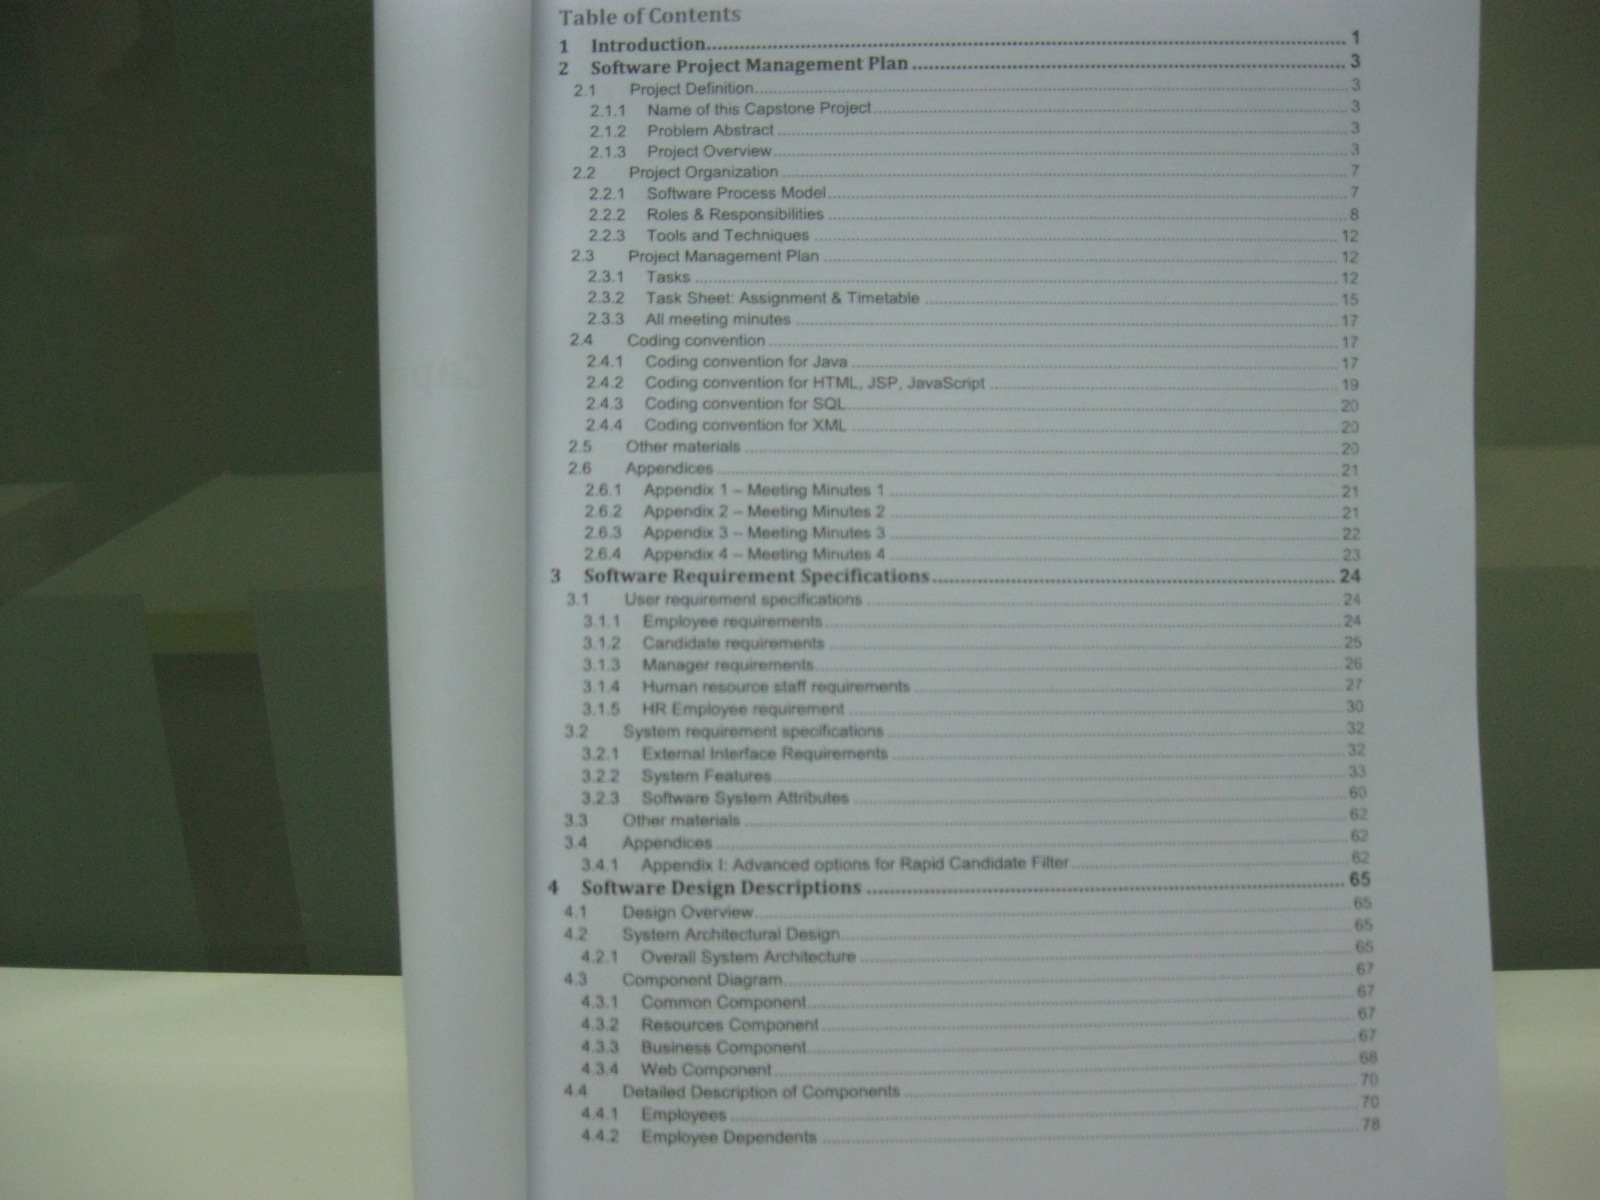 Table of Contents
1 Introduction........ 1
2 Software Project Management Plan ........ 3
2.1 Project Definition........ 3
2.1.1 Name of this Capstone Project........ 3
2.1.2 Problem Abstract ........ 3
2.1.3 Project Overview........ 3
2.2 Project Organization ........ 7
2.2.1 Software Process Model ........ 7
2.2.2 Roles & Responsibilities ........ 8
2.2.3 Tools and Techniques ........ 12
2.3 Project Management Plan ........ 12
2.3.1 Tasks ........ 12
2.3.2 Task Sheet: Assignment & Timetable ........ 15
2.3.3 All meeting minutes ........ 17
2.4 Coding convention ........ 17
2.4.1 Coding convention for Java ........ 17
2.4.2 Coding convention for HTML, JSP, JavaScript ........ 19
2.4.3 Coding convention for SQL........ 20
2.4.4 Coding convention for XML ........ 20
2.5 Other materials ........ 20
2.6 Appendices ........ 21
2.6.1 Appendix 1 – Meeting Minutes 1 ........ 21
2.6.2 Appendix 2 – Meeting Minutes 2 ........ 21
2.6.3 Appendix 3 – Meeting Minutes 3 ........ 22
2.6.4 Appendix 4 – Meeting Minutes 4 ........ 23
3 Software Requirement Specifications........ 24
3.1 User requirement specifications ........ 24
3.1.1 Employee requirements ........ 24
3.1.2 Candidate requirements ........ 25
3.1.3 Manager requirements........ 26
3.1.4 Human resource staff requirements ........ 27
3.1.5 HR Employee requirement ........ 30
3.2 System requirement specifications ........ 32
3.2.1 External Interface Requirements ........ 32
3.2.2 System Features ........ 33
3.2.3 Software System Attributes ........ 60
3.3 Other materials ........ 62
3.4 Appendices ........ 62
3.4.1 Appendix I: Advanced options for Rapid Candidate Filter ........ 62
4 Software Design Descriptions ........ 65
4.1 Design Overview........ 65
4.2 System Architectural Design........ 65
4.2.1 Overall System Architecture ........ 65
4.3 Component Diagram........ 67
4.3.1 Common Component........ 67
4.3.2 Resources Component ........ 67
4.3.3 Business Component........ 67
4.3.4 Web Component........ 68
4.4 Detailed Description of Components ........ 70
4.4.1 Employees ........ 70
4.4.2 Employee Dependents ........ 78